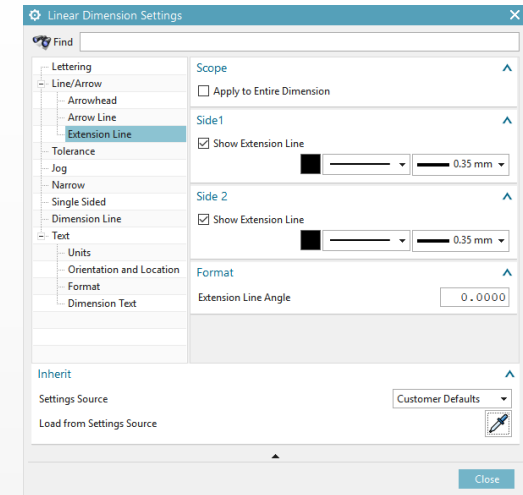 Linear Dimension Settings
Find
Lettering
Line/Arrow
Arrowhead
Arrow Line
Extension Line
Tolerance
Jog
Narrow
Single Sided
Dimension Line
Text
Units
Orientation and Location
Format
Dimension Text
Scope
Apply to Entire Dimension
Side1
Show Extension Line
0.35 mm
Side 2
Show Extension Line
0.35 mm
Format
Extension Line Angle 0.0000
Inherit
Settings Source Customer Defaults
Load from Settings Source
Close